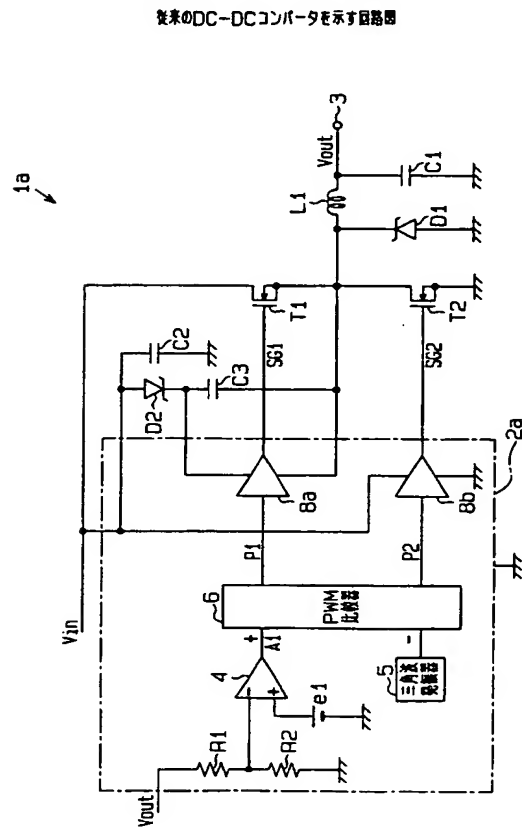 従来のDC-DCコンバータを示す回路図
1a
Vin
Vout
R1
R2
4
e1
A1
+
-
+
-
5
三角波
発振器
6
PWM
比較器
P1
P2
8a
8b
2a
D2
C2
C3
SG1
SG2
T1
T2
L1
D1
C1
Vout
3